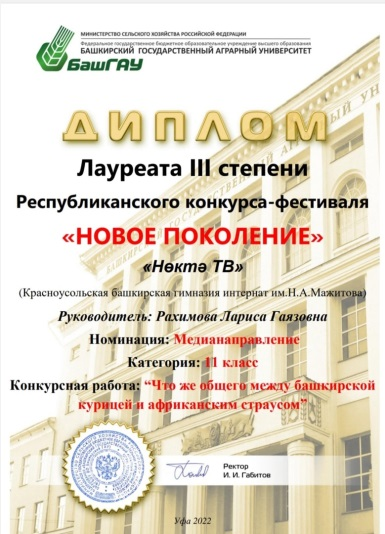 МИНИСТЕРСТВО СЕЛЬСКОГО ХОЗЯЙСТВА РОССИЙСКОЙ ФЕДЕРАЦИИ
Федеральное государственное бюджетное образовательное учреждение высшего образования
БАШКИРСКИЙ ГОСУДАРСТВЕННЫЙ АГРАРНЫЙ УНИВЕРСИТЕТ
БашГАУ
ДИПЛОМ
Лауреата III степени
Республиканского конкурса-фестиваля
«НОВОЕ ПОКОЛЕНИЕ»
«Нөктә ТВ»
(Красноусольская башкирская гимназия интернат им.Н.А.Мажитова)
Руководитель: Рахимова Лариса Гаязовна
Номинация: Медианаправление
Категория: 11 класс
Конкурсная работа: “Что же общего между башкирской
курицей и африканским страусом”
Ректор
И. И. Габитов
Уфа 2022